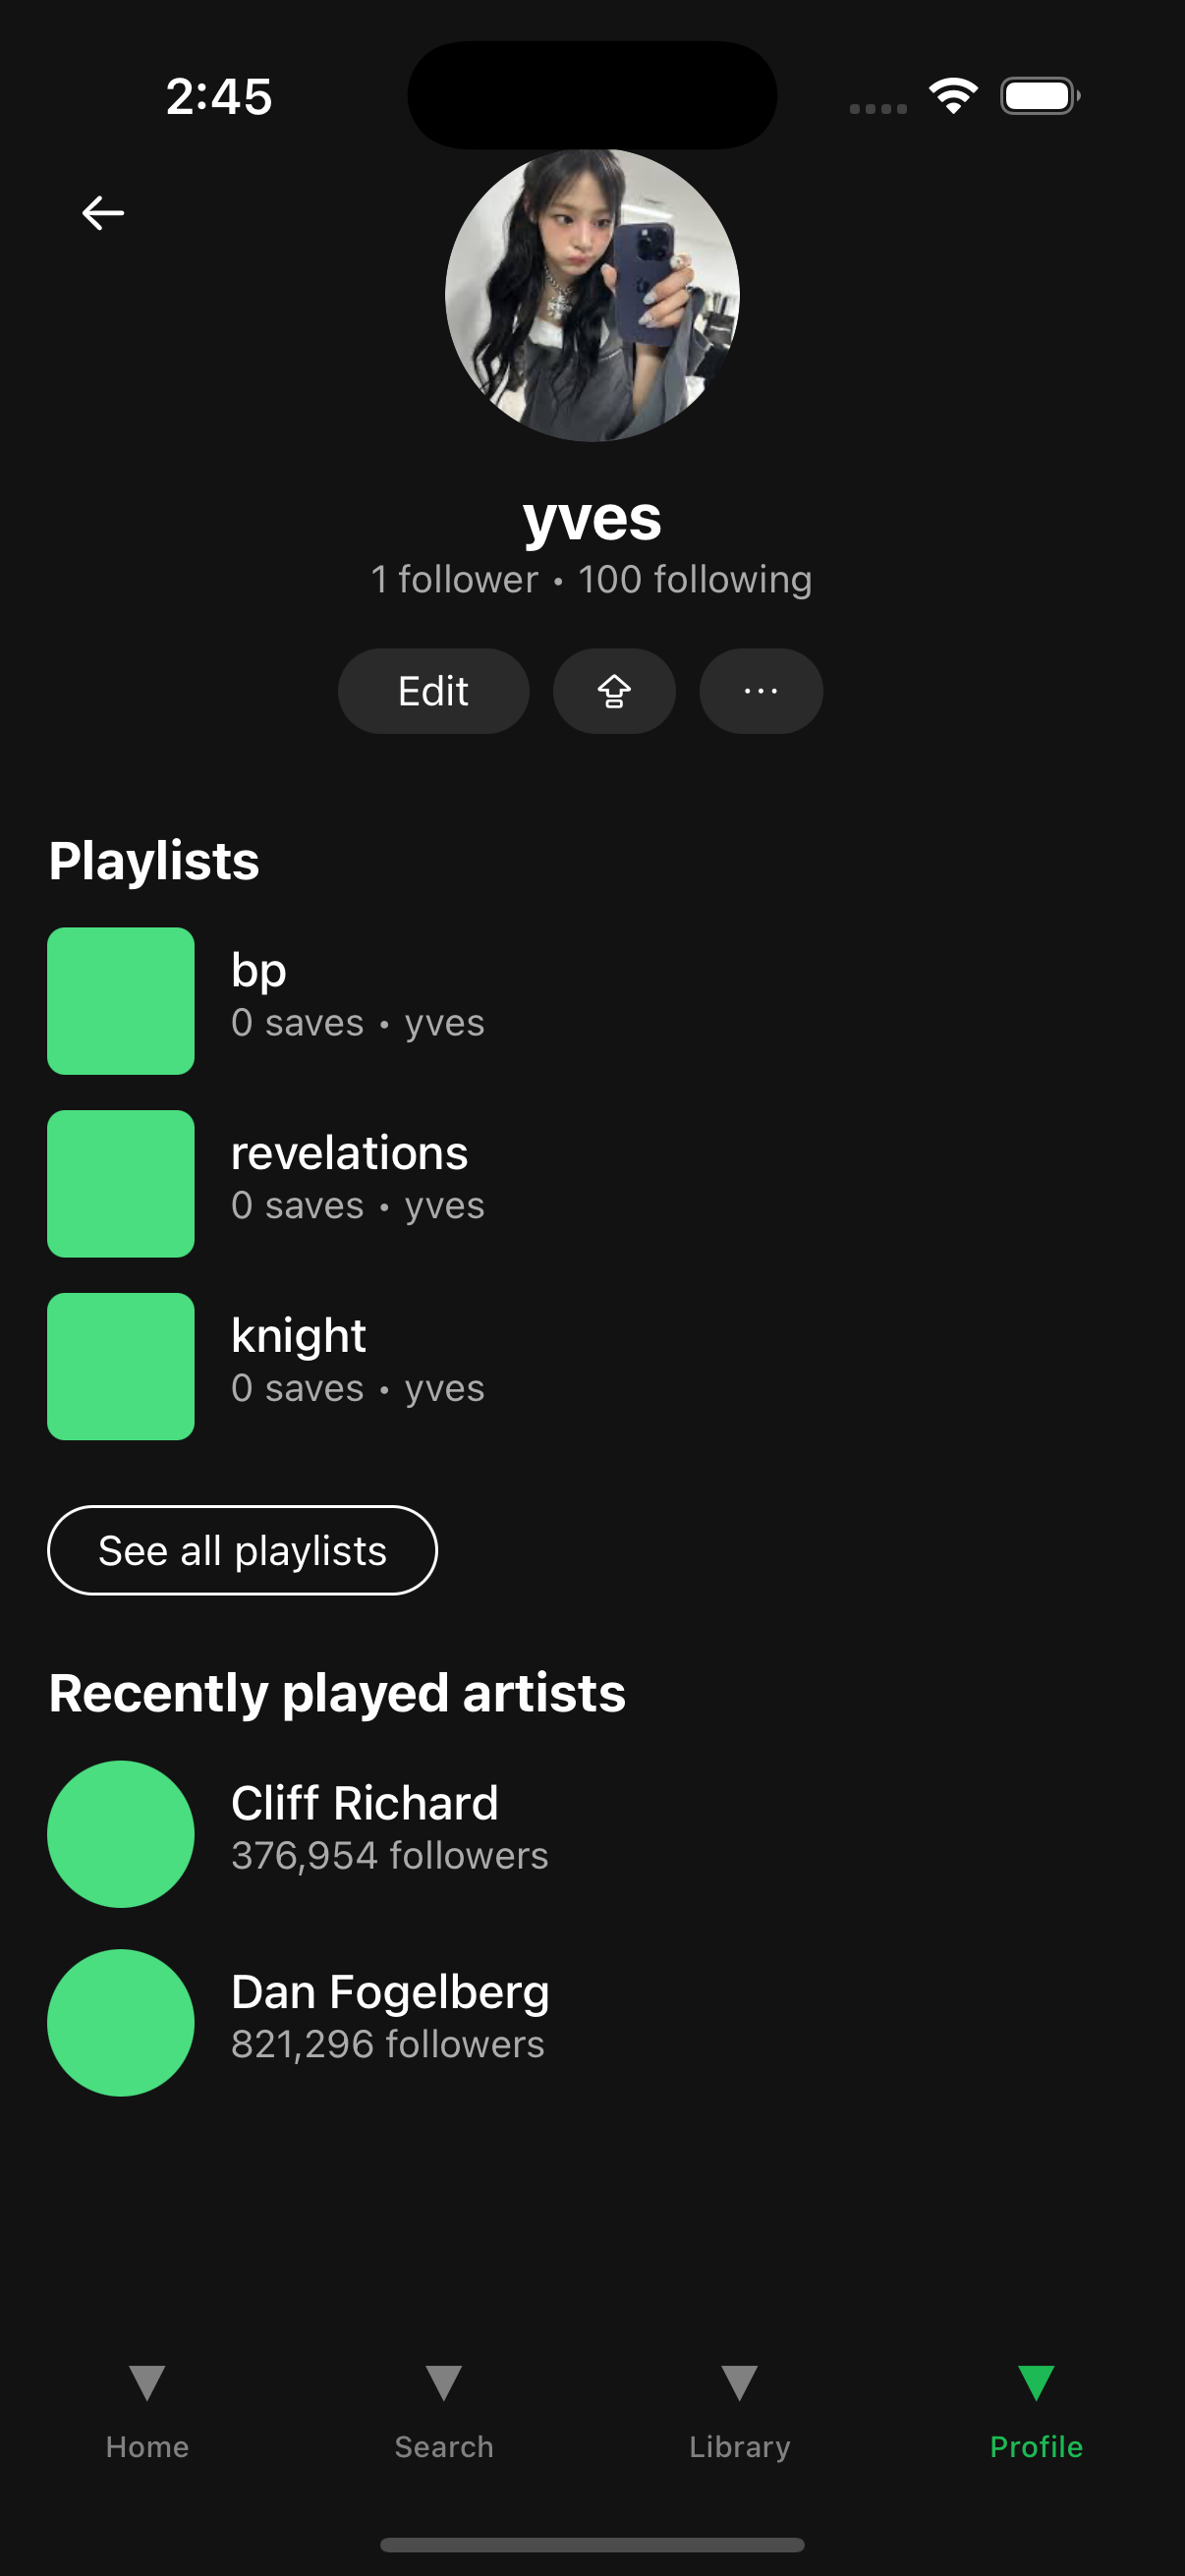 2:45
yves
1 follower • 100 following
Edit
Playlists
bp
0 saves • yves
revelations
0 saves • yves
knight
0 saves • yves
See all playlists
Recently played artists
Cliff Richard
376,954 followers
Dan Fogelberg
821,296 followers
Home Search Library Profile